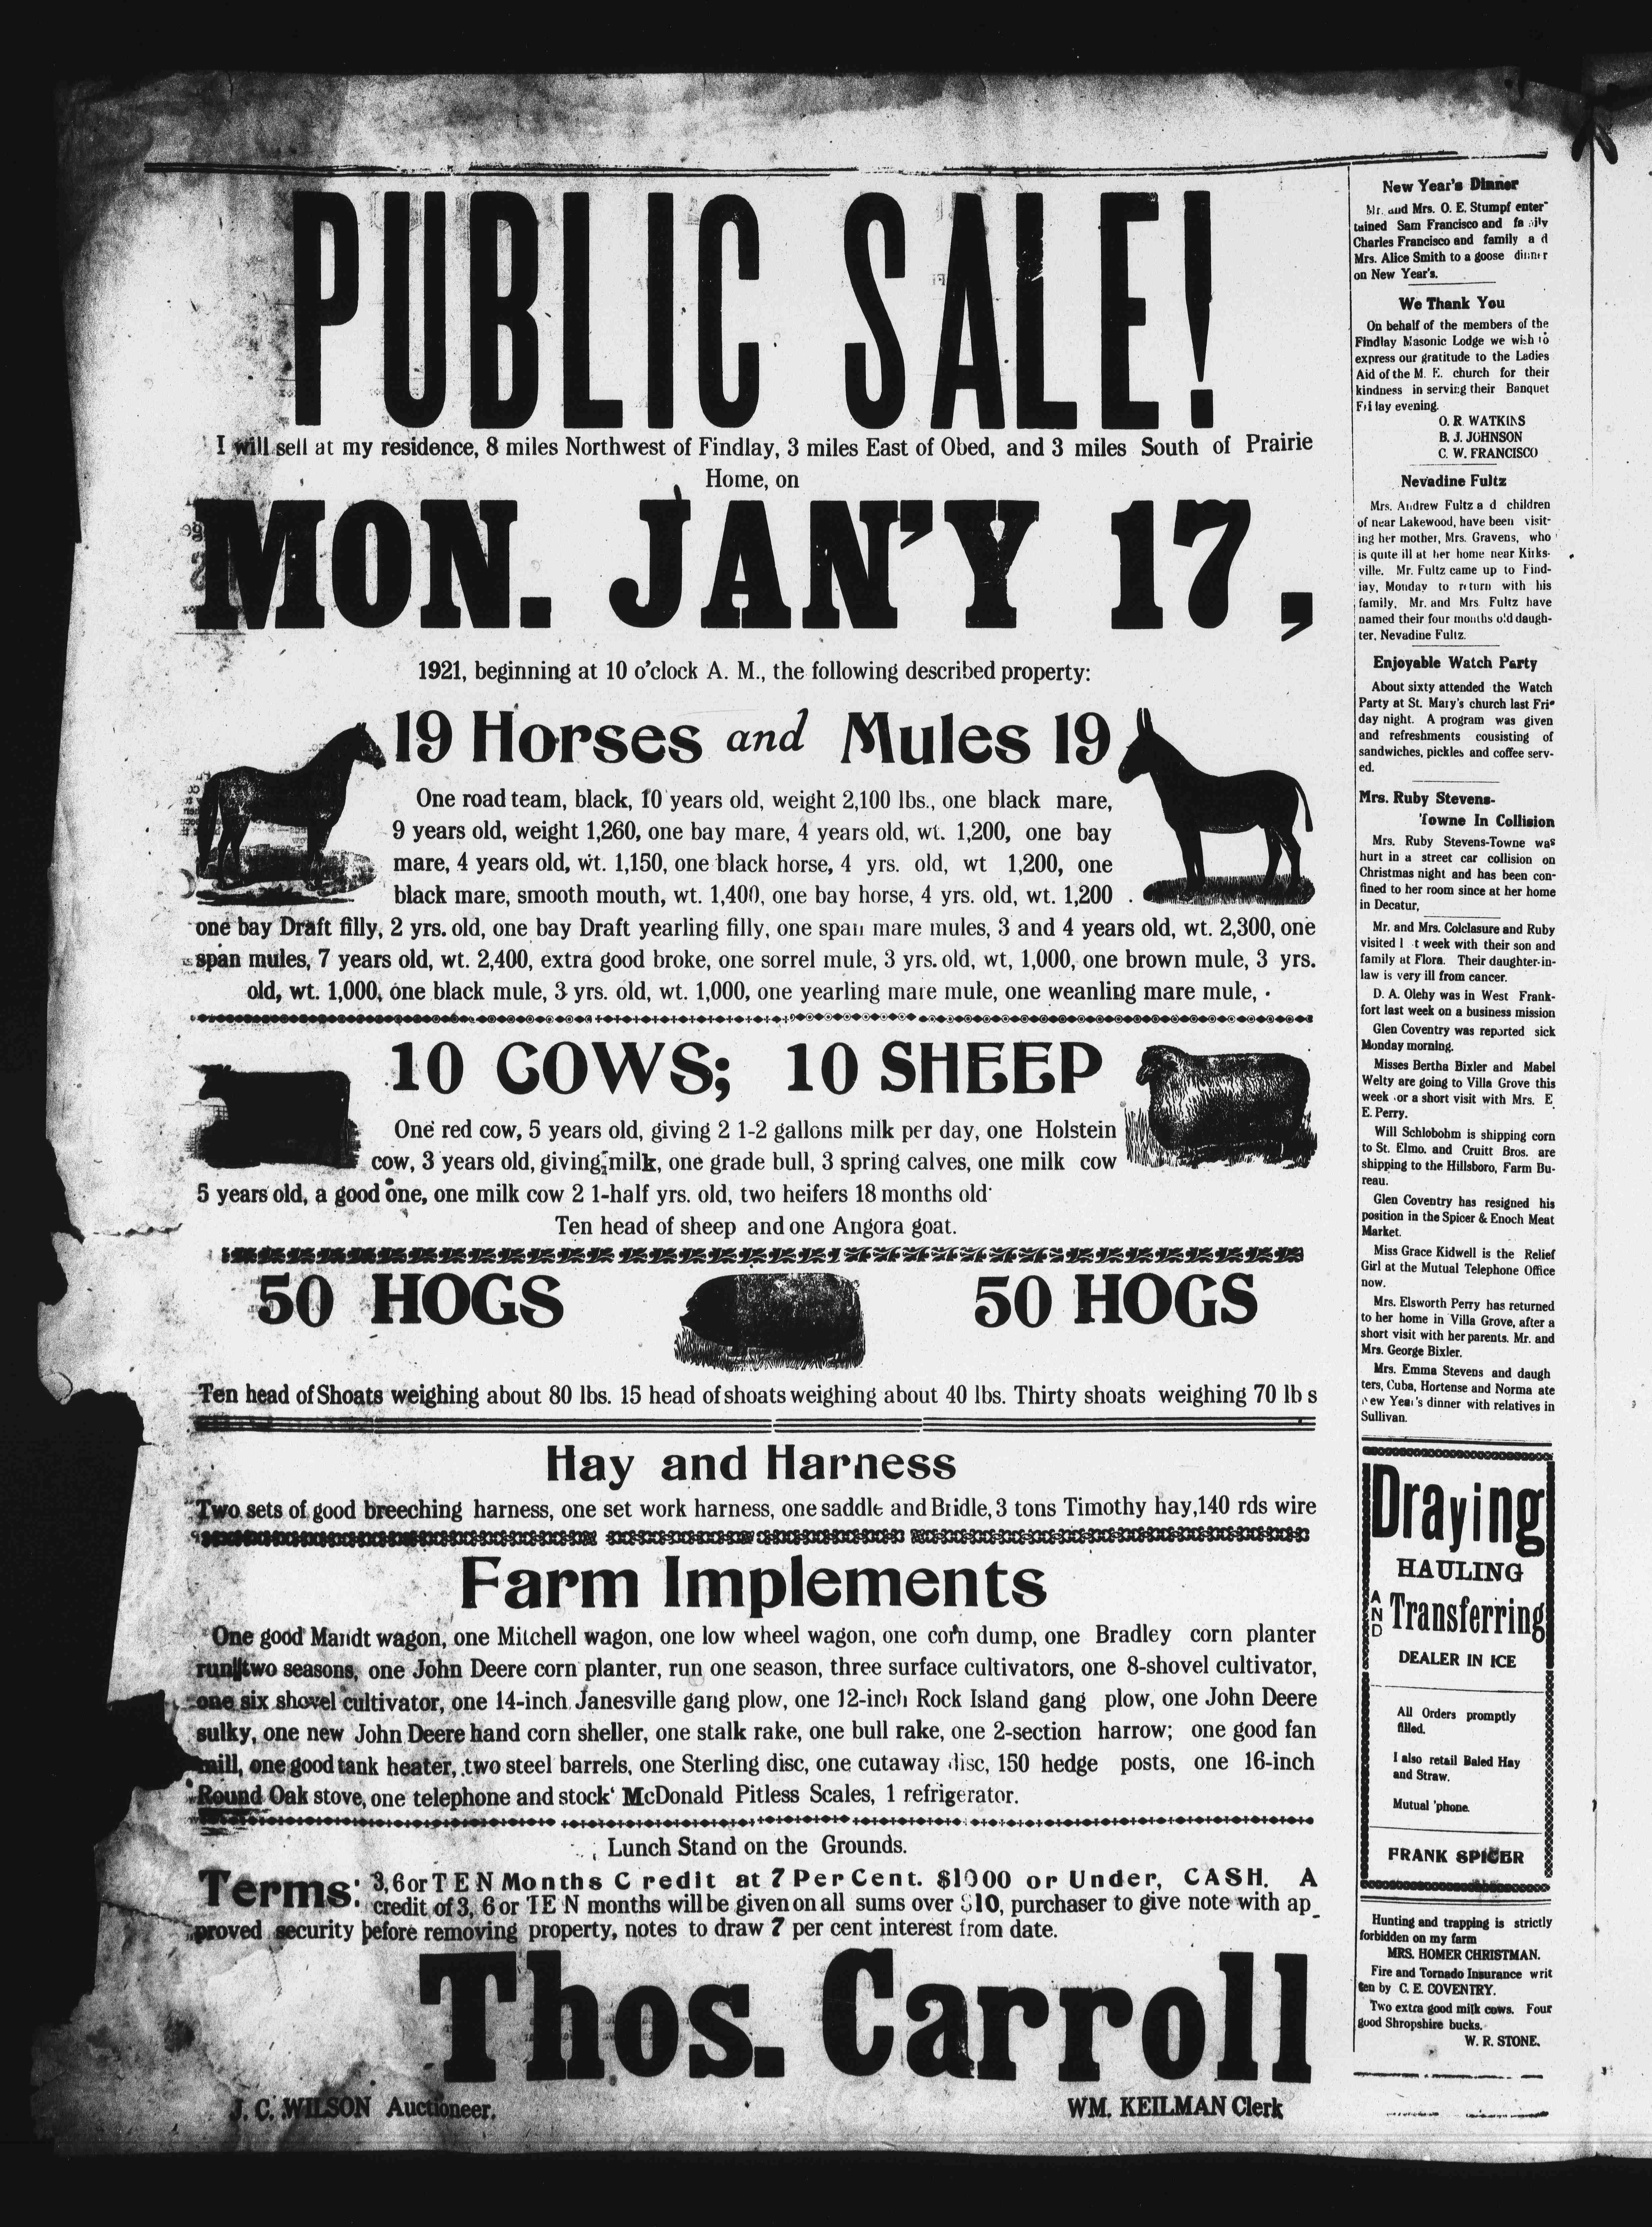 PUBLIC SALE!
I will sell at my residence, 8 miles Northwest of Findlay, 3 miles East of Obed, and 3 miles South of Prairie
Home, on
MON. JAN'Y 17,
1921, beginning at 10 o'clock A. M., the following described property:
19 Horses and Mules 19
One road team, black, 10 years old, weight 2,100 lbs., one black mare,
9 years old, weight 1,260, one bay mare, 4 years old, wt. 1,200, one bay
mare, 4 years old, wt. 1,150, one black horse, 4 yrs. old, wt 1,200, one
black mare, smooth mouth, wt. 1,400, one bay horse, 4 yrs. old, wt. 1,200
one bay Draft filly, 2 yrs. old, one bay Draft yearling filly, one span mare mules, 3 and 4 years old, wt. 2,300, one
span mules, 7 years old, wt. 2,400, extra good broke, one sorrel mule, 3 yrs. old, wt, 1,000, one brown mule, 3 yrs.
old, wt. 1,000, one black mule, 3 yrs. old, wt. 1,000, one yearling mare mule, one weanling mare mule,
10 COWS; 10 SHEEP
One red cow, 5 years old, giving 2 1-2 gallons milk per day, one Holstein
cow, 3 years old, giving milk, one grade bull, 3 spring calves, one milk cow
5 years old, a good one, one milk cow 2 1-half yrs. old, two heifers 18 months old
Ten head of sheep and one Angora goat.
50 HOGS 50 HOGS
Ten head of Shoats weighing about 80 lbs. 15 head of shoats weighing about 40 lbs. Thirty shoats weighing 70 lb s
Hay and Harness
Two sets of good breeching harness, one set work harness, one saddle and Bridle, 3 tons Timothy hay, 140 rds wire
Farm Implements
One good Mandt wagon, one Mitchell wagon, one low wheel wagon, one corn dump, one Bradley corn planter
run two seasons, one John Deere corn planter, run one season, three surface cultivators, one 8-shovel cultivator,
one six shovel cultivator, one 14-inch Janesville gang plow, one 12-inch Rock Island gang plow, one John Deere
sulky, one new John Deere hand corn sheller, one stalk rake, one bull rake, one 2-section harrow; one good fan
mill, one good tank heater, two steel barrels, one Sterling disc, one cutaway disc, 150 hedge posts, one 16-inch
Round Oak stove, one telephone and stock' McDonald Pitless Scales, 1 refrigerator.
Lunch Stand on the Grounds.
Terms: 3, 6 or TEN Months Credit at 7 Per Cent. $1000 or Under, CASH. A
credit of 3, 6 or TEN months will be given on all sums over $10, purchaser to give note with ap-
proved security before removing property, notes to draw 7 per cent interest from date.
Thos. Carroll
J. C. WILSON Auctioneer.
WM. KEILMAN Clerk
New Year's Dinner
Mr. and Mrs. O. E. Stumpf enter-
tained Sam Francisco and family
Charles Francisco and family a d
Mrs. Alice Smith to a goose dinner
on New Year's.
We Thank You
On behalf of the members of the
Findlay Masonic Lodge we wish to
express our gratitude to the Ladies
Aid of the M. E. church for their
kindness in serving their Banquet
Friday evening.
O. R. WATKINS
B. J. JOHNSON
C. W. FRANCISCO
Nevadine Fultz
Mrs. Andrew Fultz a d children
of near Lakewood, have been visit-
ing her mother, Mrs. Gravens, who
is quite ill at her home near Kirks-
ville. Mr. Fultz came up to Find-
lay, Monday to return with his
family. Mr. and Mrs. Fultz have
named their four months old daugh-
ter, Nevadine Fultz.
Enjoyable Watch Party
About sixty attended the Watch
Party at St. Mary's church last Fri-
day night. A program was given
and refreshments cousisting of
sandwiches, pickles and coffee serv-
ed.
Mrs. Ruby Stevens-
Towne In Collision
Mrs. Ruby Stevens-Towne was
hurt in a street car collision on
Christmas night and has been con-
fined to her room since at her home
in Decatur,
Mr. and Mrs. Colclasure and Ruby
visited l t week with their son and
family at Flora. Their daughter-in-
law is very ill from cancer.
D. A. Olehy was in West Frank-
fort last week on a business mission
Glen Coventry was reported sick
Monday morning.
Misses Bertha Bixler and Mabel
Welty are going to Villa Grove this
week or a short visit with Mrs. E
E. Perry.
Will Schlobohm is shipping corn
to St. Elmo. and Cruitt Bros. are
shipping to the Hillsboro, Farm Bu-
reau.
Glen Coventry has resigned his
position in the Spicer & Enoch Meat
Market.
Miss Grace Kidwell is the Relief
Girl at the Mutual Telephone Office
now.
Mrs. Elsworth Perry has returned
to her home in Villa Grove, after a
short visit with her parents. Mr. and
Mrs. George Bixler.
Mrs. Emma Stevens and daugh
ters, Cuba, Hortense and Norma ate
New Year's dinner with relatives in
Sullivan.
Draying
HAULING
AND Transferring
DEALER IN ICE
All Orders promptly
filled.
I also retail Baled Hay
and Straw.
Mutual 'phone.
FRANK SPICER
Hunting and trapping is strictly
forbidden on my farm
MRS. HOMER CHRISTMAN.
Fire and Tornado Insurance writ
ten by C. E. COVENTRY.
Two extra good milk cows. Four
good Shropshire bucks.
W. R. STONE.